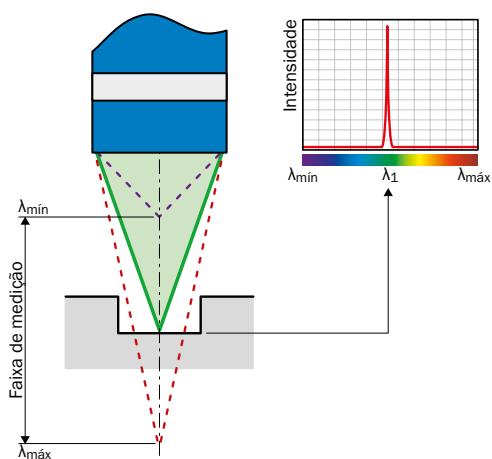 Intensidade
λmín
λ1
λmáx
λmín
Faixa de medição
λmáx